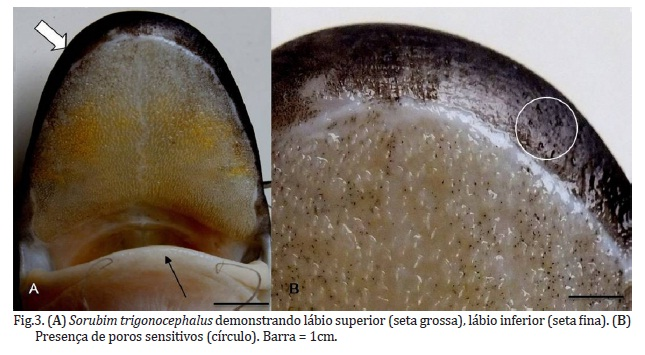 A
B
Fig.3. (A) Sorubim trigonocephalus demonstrando lábio superior (seta grossa), lábio inferior (seta fina). (B)
Presença de poros sensitivos (círculo). Barra = 1cm.